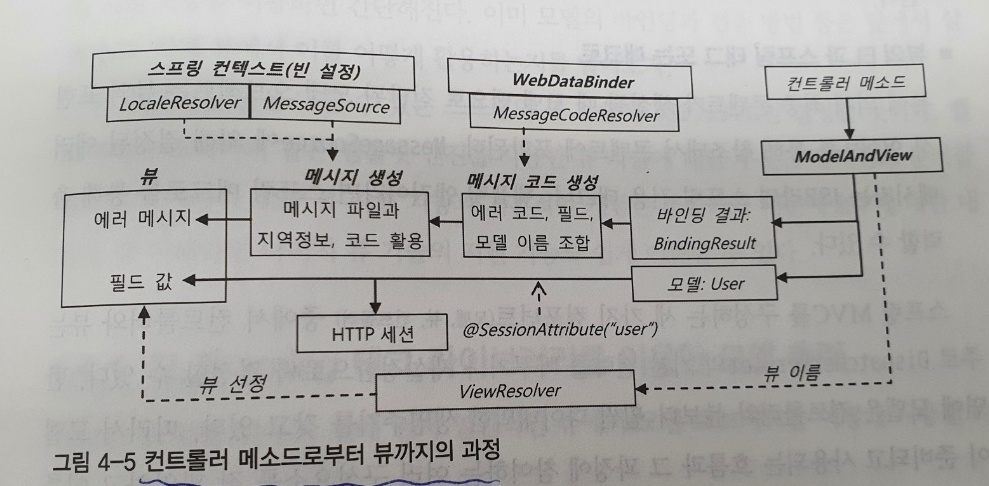 스프링 컨텍스트(빈 설정)
LocaleResolver
MessageSource
WebDataBinder
MessageCodeResolver
컨트롤러 메소드
ModelAndView
뷰
메시지 생성
메시지 코드 생성
에러 메시지
메시지 파일과
지역정보, 코드 활용
에러 코드, 필드,
모델 이름 조합
바인딩 결과:
BindingResult
필드 값
모델: User
HTTP 세션
@SessionAttribute("user")
뷰 선정
ViewResolver
뷰 이름
그림 4-5 컨트롤러 메소드로부터 뷰까지의 과정